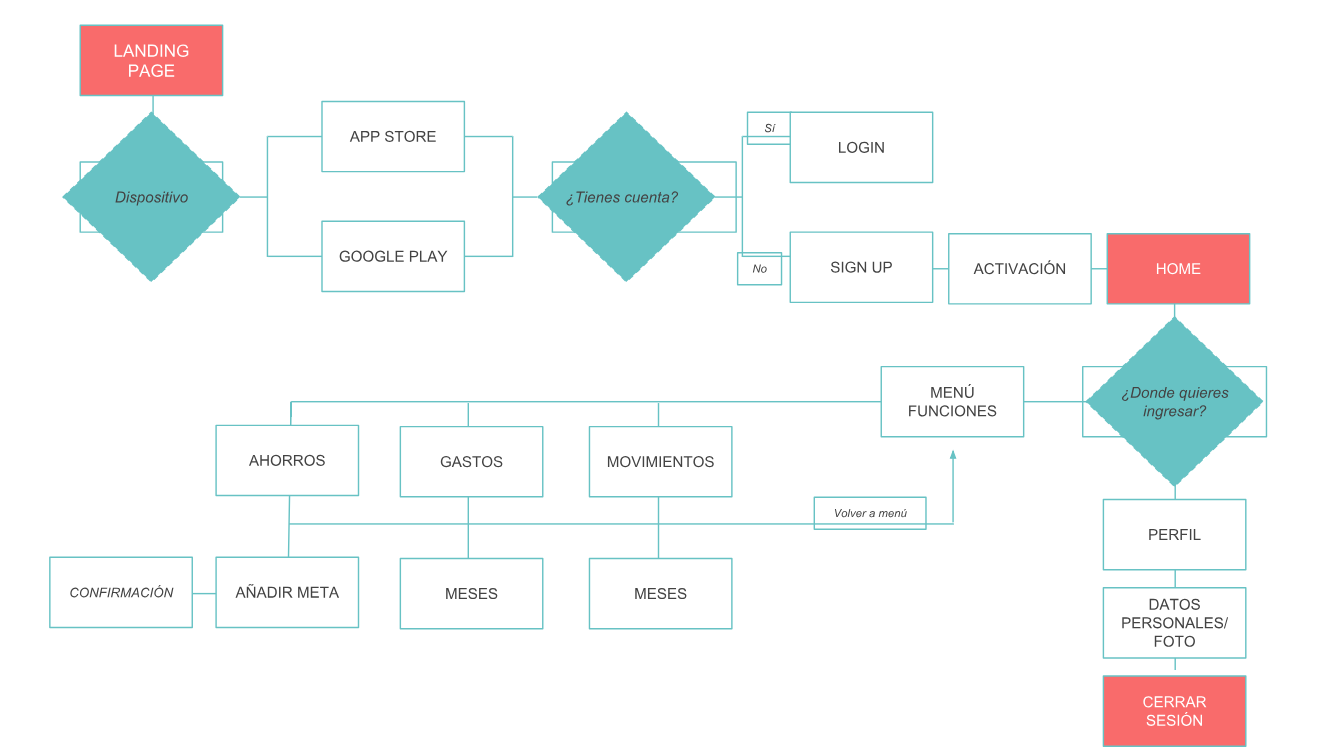 LANDING
PAGE
Dispositivo
APP STORE
GOOGLE PLAY
¿Tienes cuenta?
Sí
LOGIN
No
SIGN UP
ACTIVACIÓN
HOME
¿Donde quieres
ingresar?
MENÚ
FUNCIONES
AHORROS
GASTOS
MOVIMIENTOS
Volver a menú
CONFIRMACIÓN
AÑADIR META
MESES
MESES
PERFIL
DATOS
PERSONALES/
FOTO
CERRAR
SESIÓN